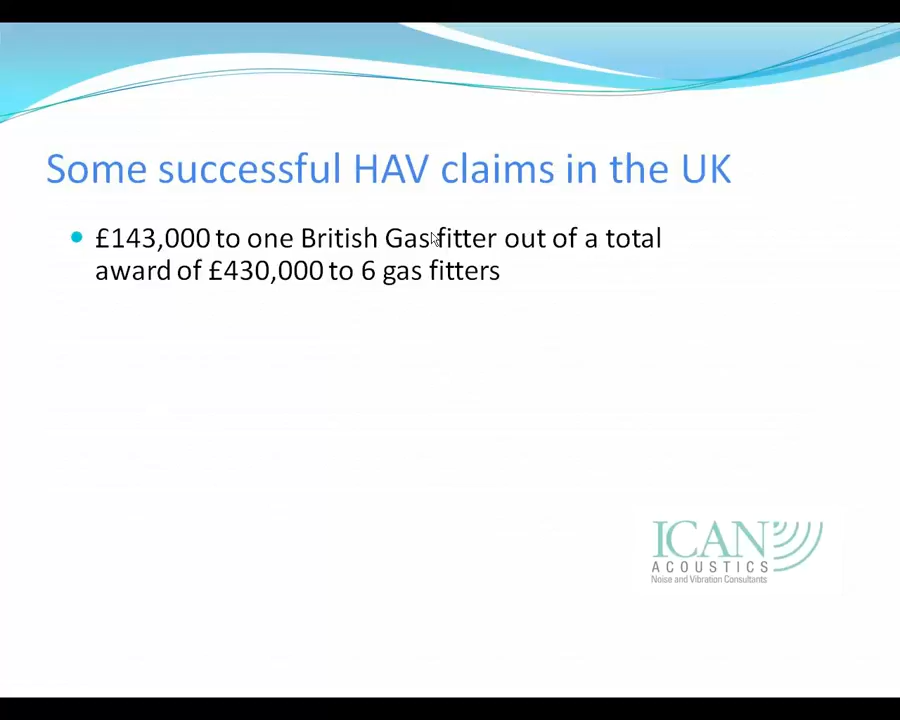 Some successful HAV claims in the UK
• £143,000 to one British Gas fitter out of a total
award of £430,000 to 6 gas fitters
ICAN
ACOUSTICS
Noise and Vibration Consultants